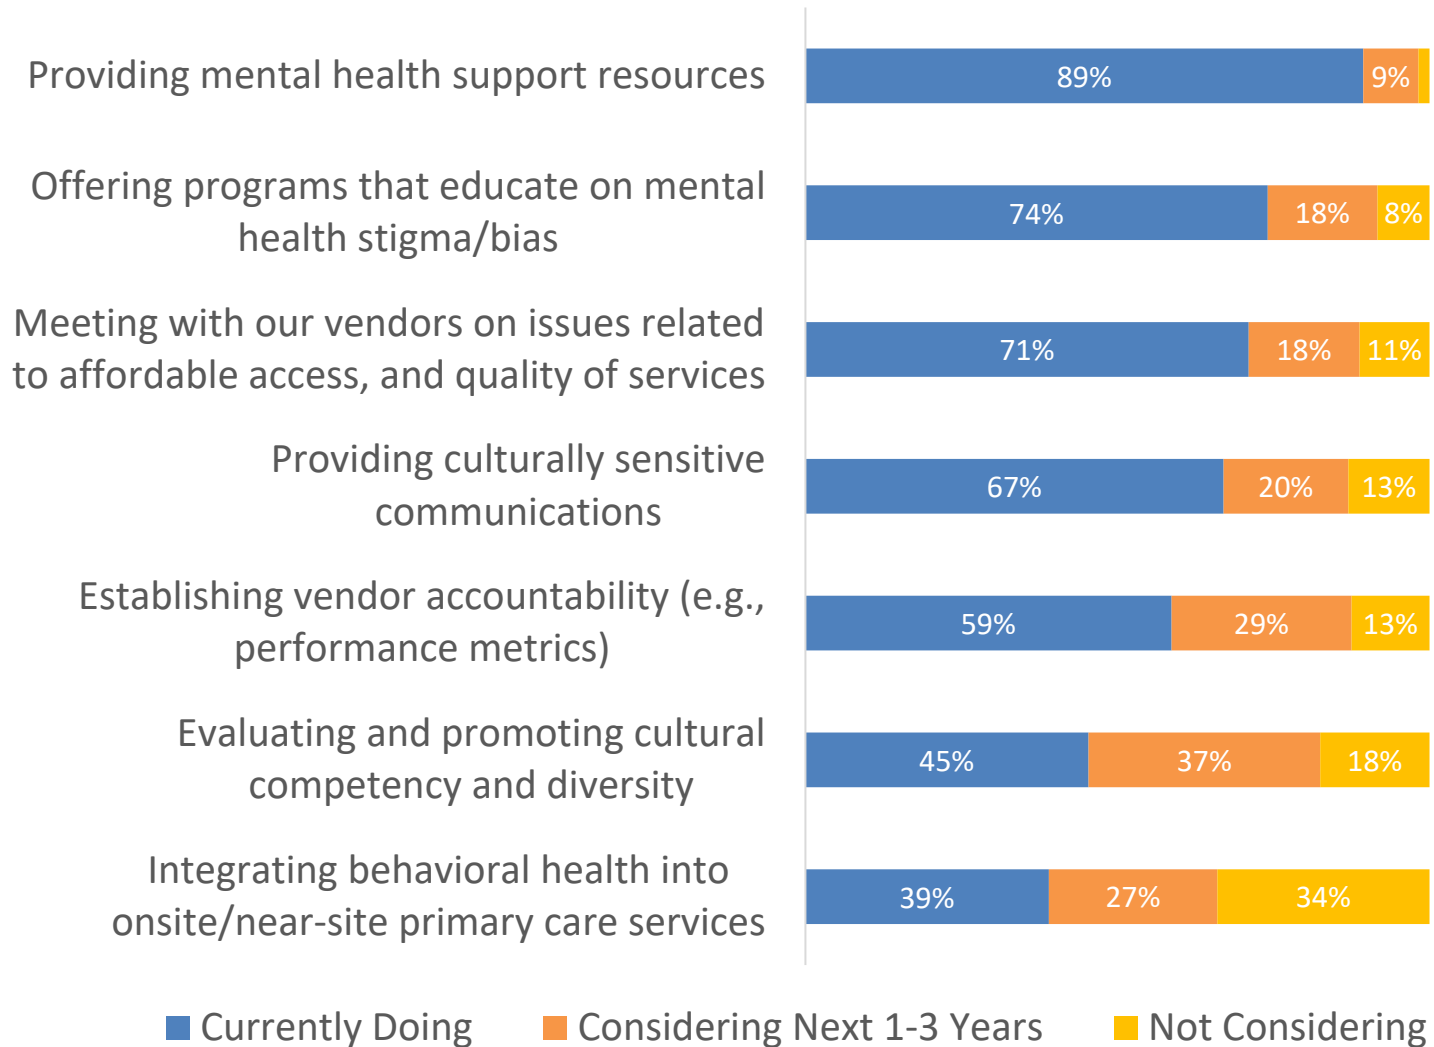 Providing mental health support resources
89% 9%
Offering programs that educate on mental
health stigma/bias
74% 18% 8%
Meeting with our vendors on issues related
to affordable access, and quality of services
71% 18% 11%
Providing culturally sensitive
communications
67% 20% 13%
Establishing vendor accountability (e.g.,
performance metrics)
59% 29% 13%
Evaluating and promoting cultural
competency and diversity
45% 37% 18%
Integrating behavioral health into
onsite/near-site primary care services
39% 27% 34%
Currently Doing Considering Next 1-3 Years Not Considering